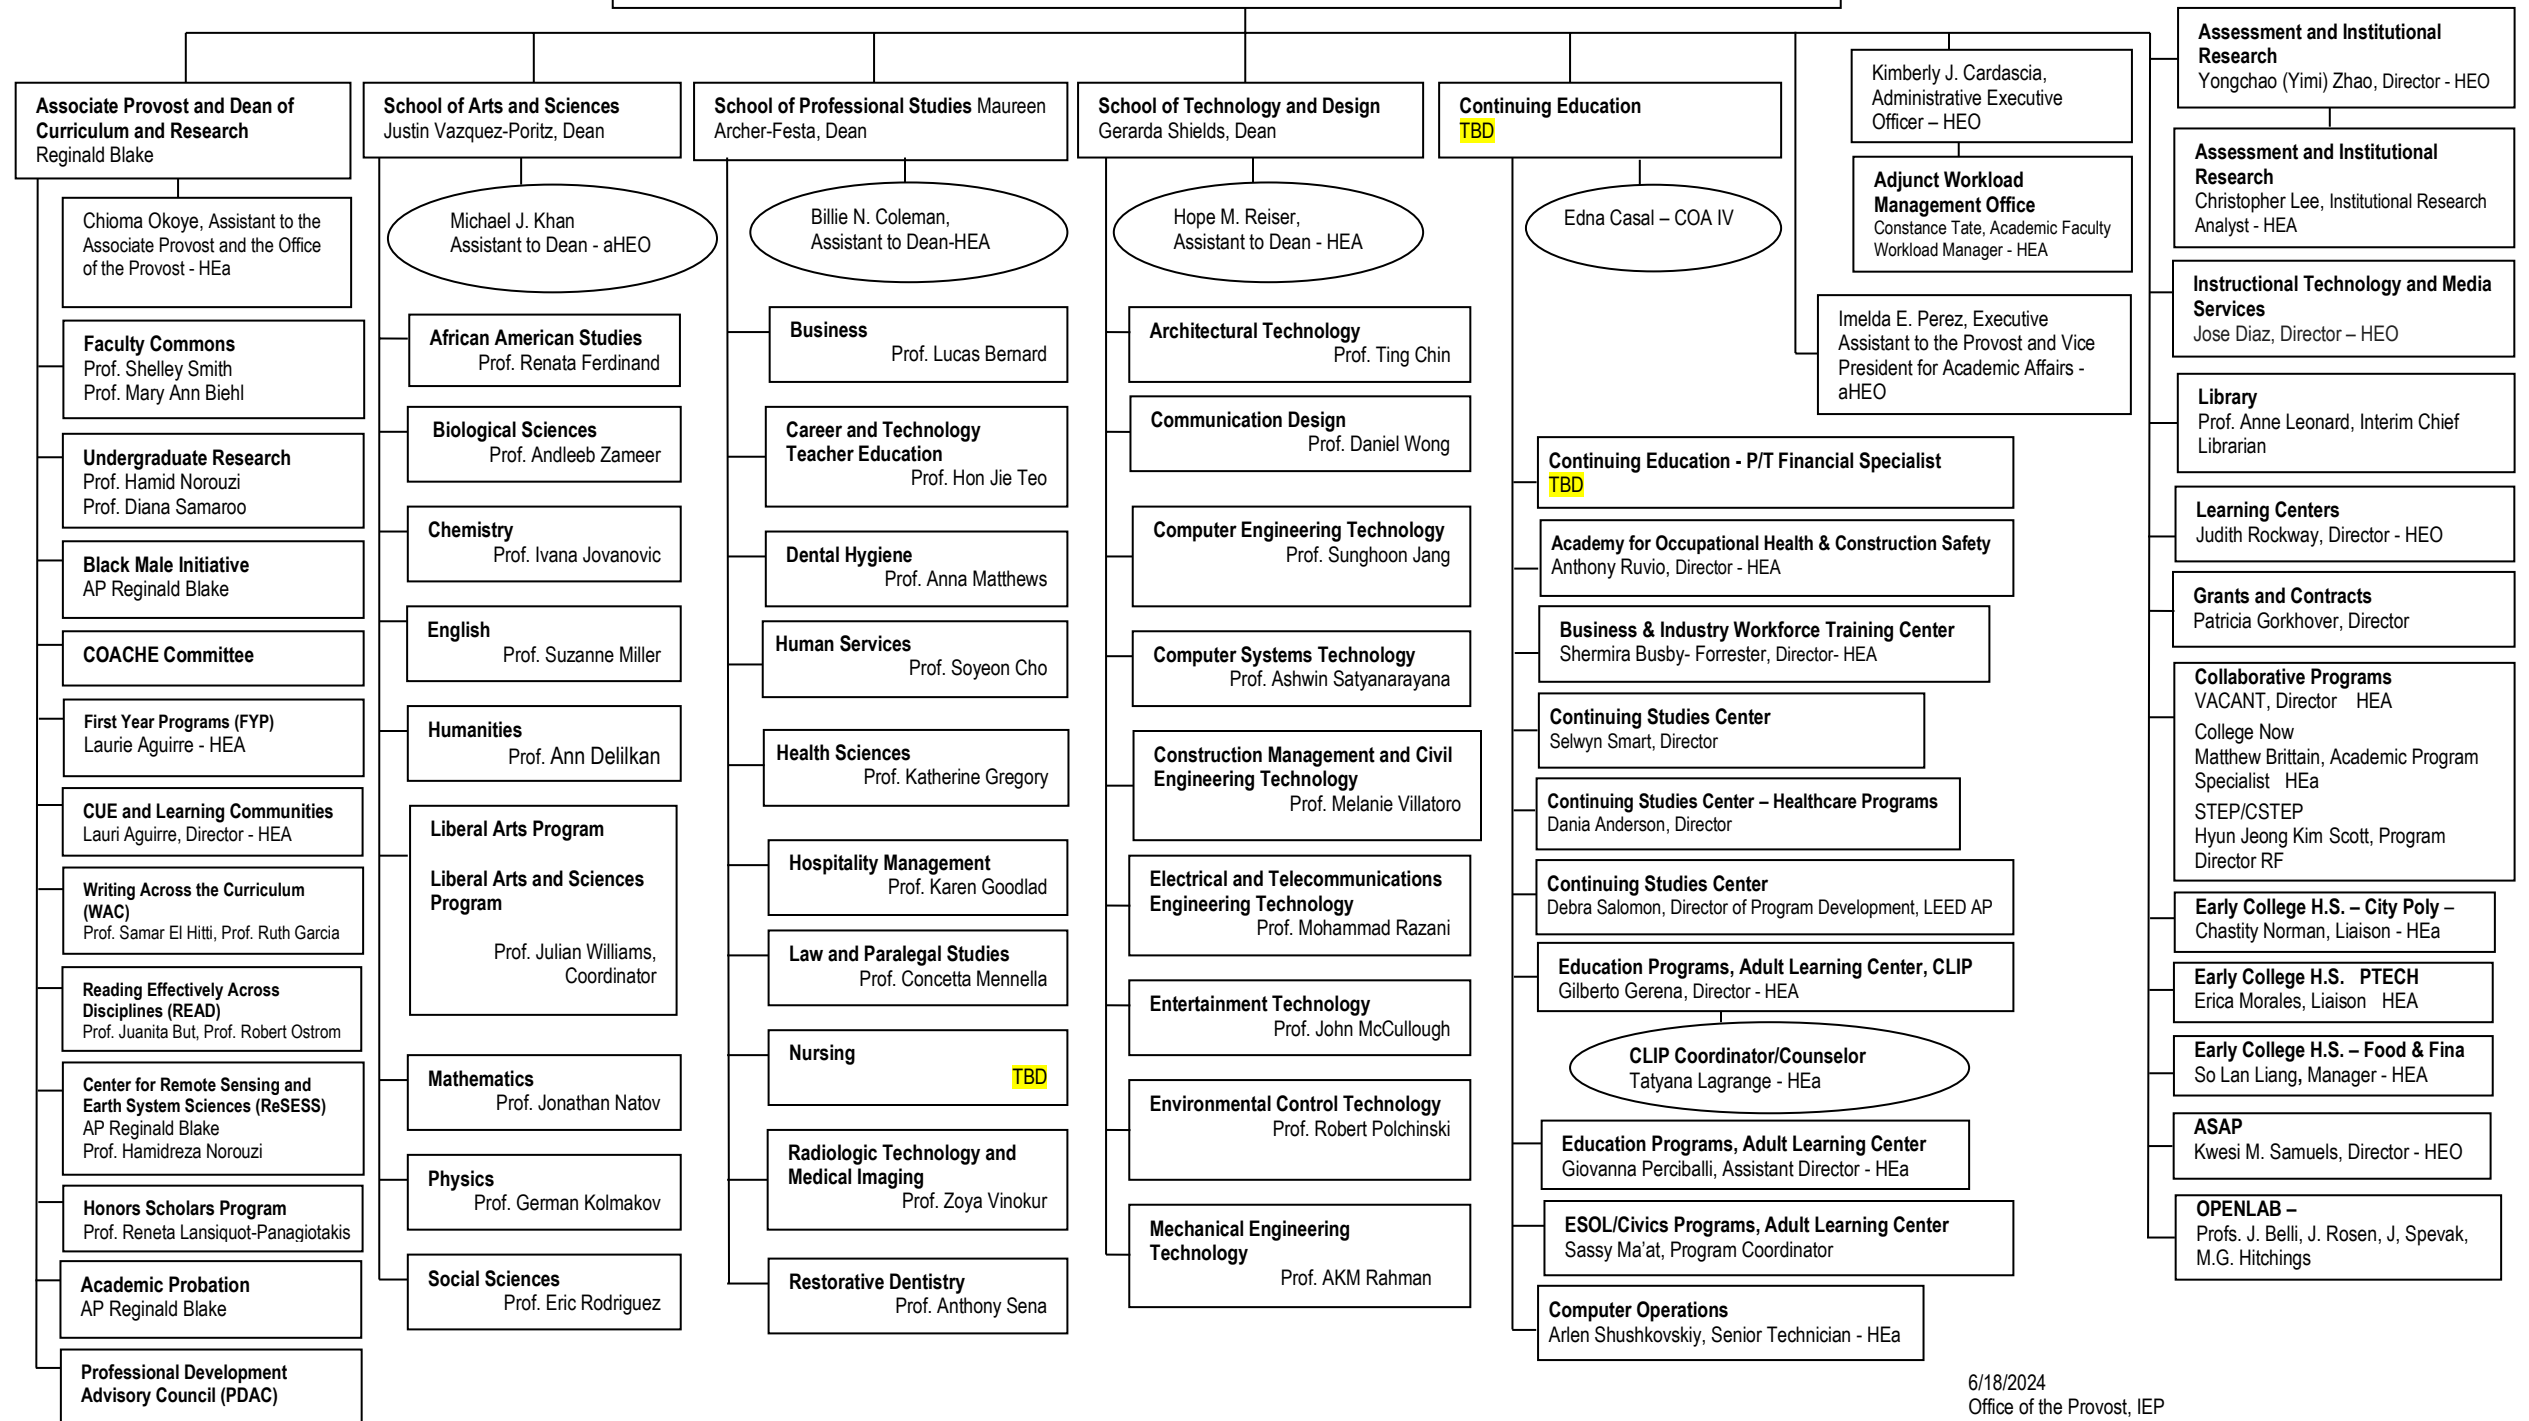 Associate Provost and Dean of
Curriculum and Research
Reginald Blake
Chioma Okoye, Assistant to the
Associate Provost and the Office
of the Provost - HEa
Faculty Commons
Prof. Shelley Smith
Prof. Mary Ann Biehl
Undergraduate Research
Prof. Hamid Norouzi
Prof. Diana Samaroo
Black Male Initiative
AP Reginald Blake
COACHE Committee
First Year Programs (FYP)
Laurie Aguirre - HEA
CUE and Learning Communities
Lauri Aguirre, Director - HEA
Writing Across the Curriculum
(WAC)
Prof. Samar El Hitti, Prof. Ruth Garcia
Reading Effectively Across
Disciplines (READ)
Prof. Juanita But, Prof. Robert Ostrom
Center for Remote Sensing and
Earth System Sciences (ReSESS)
AP Reginald Blake
Prof. Hamidreza Norouzi
Honors Scholars Program
Prof. Reneta Lansiquot-Panagiotakis
Academic Probation
AP Reginald Blake
Professional Development
Advisory Council (PDAC)
School of Arts and Sciences
Justin Vazquez-Poritz, Dean
Michael J. Khan
Assistant to Dean - aHEO
African American Studies
Prof. Renata Ferdinand
Biological Sciences
Prof. Andleeb Zameer
Chemistry
Prof. Ivana Jovanovic
English
Prof. Suzanne Miller
Humanities
Prof. Ann Delilkan
Liberal Arts Program
Liberal Arts and Sciences
Program
Prof. Julian Williams,
Coordinator
Mathematics
Prof. Jonathan Natov
Physics
Prof. German Kolmakov
Social Sciences
Prof. Eric Rodriguez
School of Professional Studies Maureen
Archer-Festa, Dean
Billie N. Coleman,
Assistant to Dean-HEA
Business
Prof. Lucas Bernard
Career and Technology
Teacher Education
Prof. Hon Jie Teo
Dental Hygiene
Prof. Anna Matthews
Human Services
Prof. Soyeon Cho
Health Sciences
Prof. Katherine Gregory
Hospitality Management
Prof. Karen Goodlad
Law and Paralegal Studies
Prof. Concetta Mennella
Nursing
TBD
Radiologic Technology and
Medical Imaging
Prof. Zoya Vinokur
Restorative Dentistry
Prof. Anthony Sena
School of Technology and Design
Gerarda Shields, Dean
Hope M. Reiser,
Assistant to Dean - HEA
Architectural Technology
Prof. Ting Chin
Communication Design
Prof. Daniel Wong
Computer Engineering Technology
Prof. Sunghoon Jang
Computer Systems Technology
Prof. Ashwin Satyanarayana
Construction Management and Civil
Engineering Technology
Prof. Melanie Villatoro
Electrical and Telecommunications
Engineering Technology
Prof. Mohammad Razani
Entertainment Technology
Prof. John McCullough
Environmental Control Technology
Prof. Robert Polchinski
Mechanical Engineering
Technology
Prof. AKM Rahman
Continuing Education
TBD
Edna Casal – COA IV
Continuing Education - P/T Financial Specialist
TBD
Academy for Occupational Health & Construction Safety
Anthony Ruvio, Director - HEA
Business & Industry Workforce Training Center
Shermira Busby- Forrester, Director- HEA
Continuing Studies Center
Selwyn Smart, Director
Continuing Studies Center – Healthcare Programs
Dania Anderson, Director
Continuing Studies Center
Debra Salomon, Director of Program Development, LEED AP
Education Programs, Adult Learning Center, CLIP
Gilberto Gerena, Director - HEA
CLIP Coordinator/Counselor
Tatyana Lagrange - HEa
Education Programs, Adult Learning Center
Giovanna Perciballi, Assistant Director - HEa
ESOL/Civics Programs, Adult Learning Center
Sassy Ma’at, Program Coordinator
Computer Operations
Arlen Shushkovskiy, Senior Technician - HEa
Kimberly J. Cardascia,
Administrative Executive
Officer – HEO
Adjunct Workload
Management Office
Constance Tate, Academic Faculty
Workload Manager - HEA
Imelda E. Perez, Executive
Assistant to the Provost and Vice
President for Academic Affairs -
aHEO
Assessment and Institutional
Research
Yongchao (Yimi) Zhao, Director - HEO
Assessment and Institutional
Research
Christopher Lee, Institutional Research
Analyst - HEA
Instructional Technology and Media
Services
Jose Diaz, Director – HEO
Library
Prof. Anne Leonard, Interim Chief
Librarian
Learning Centers
Judith Rockway, Director - HEO
Grants and Contracts
Patricia Gorkhover, Director
Collaborative Programs
VACANT, Director HEA
College Now
Matthew Brittain, Academic Program
Specialist HEa
STEP/CSTEP
Hyun Jeong Kim Scott, Program
Director RF
Early College H.S. – City Poly –
Chastity Norman, Liaison - HEa
Early College H.S. PTECH
Erica Morales, Liaison HEA
Early College H.S. – Food & Fina
So Lan Liang, Manager - HEA
ASAP
Kwesi M. Samuels, Director - HEO
OPENLAB –
Profs. J. Belli, J. Rosen, J, Spevak,
M.G. Hitchings
6/18/2024
Office of the Provost, IEP